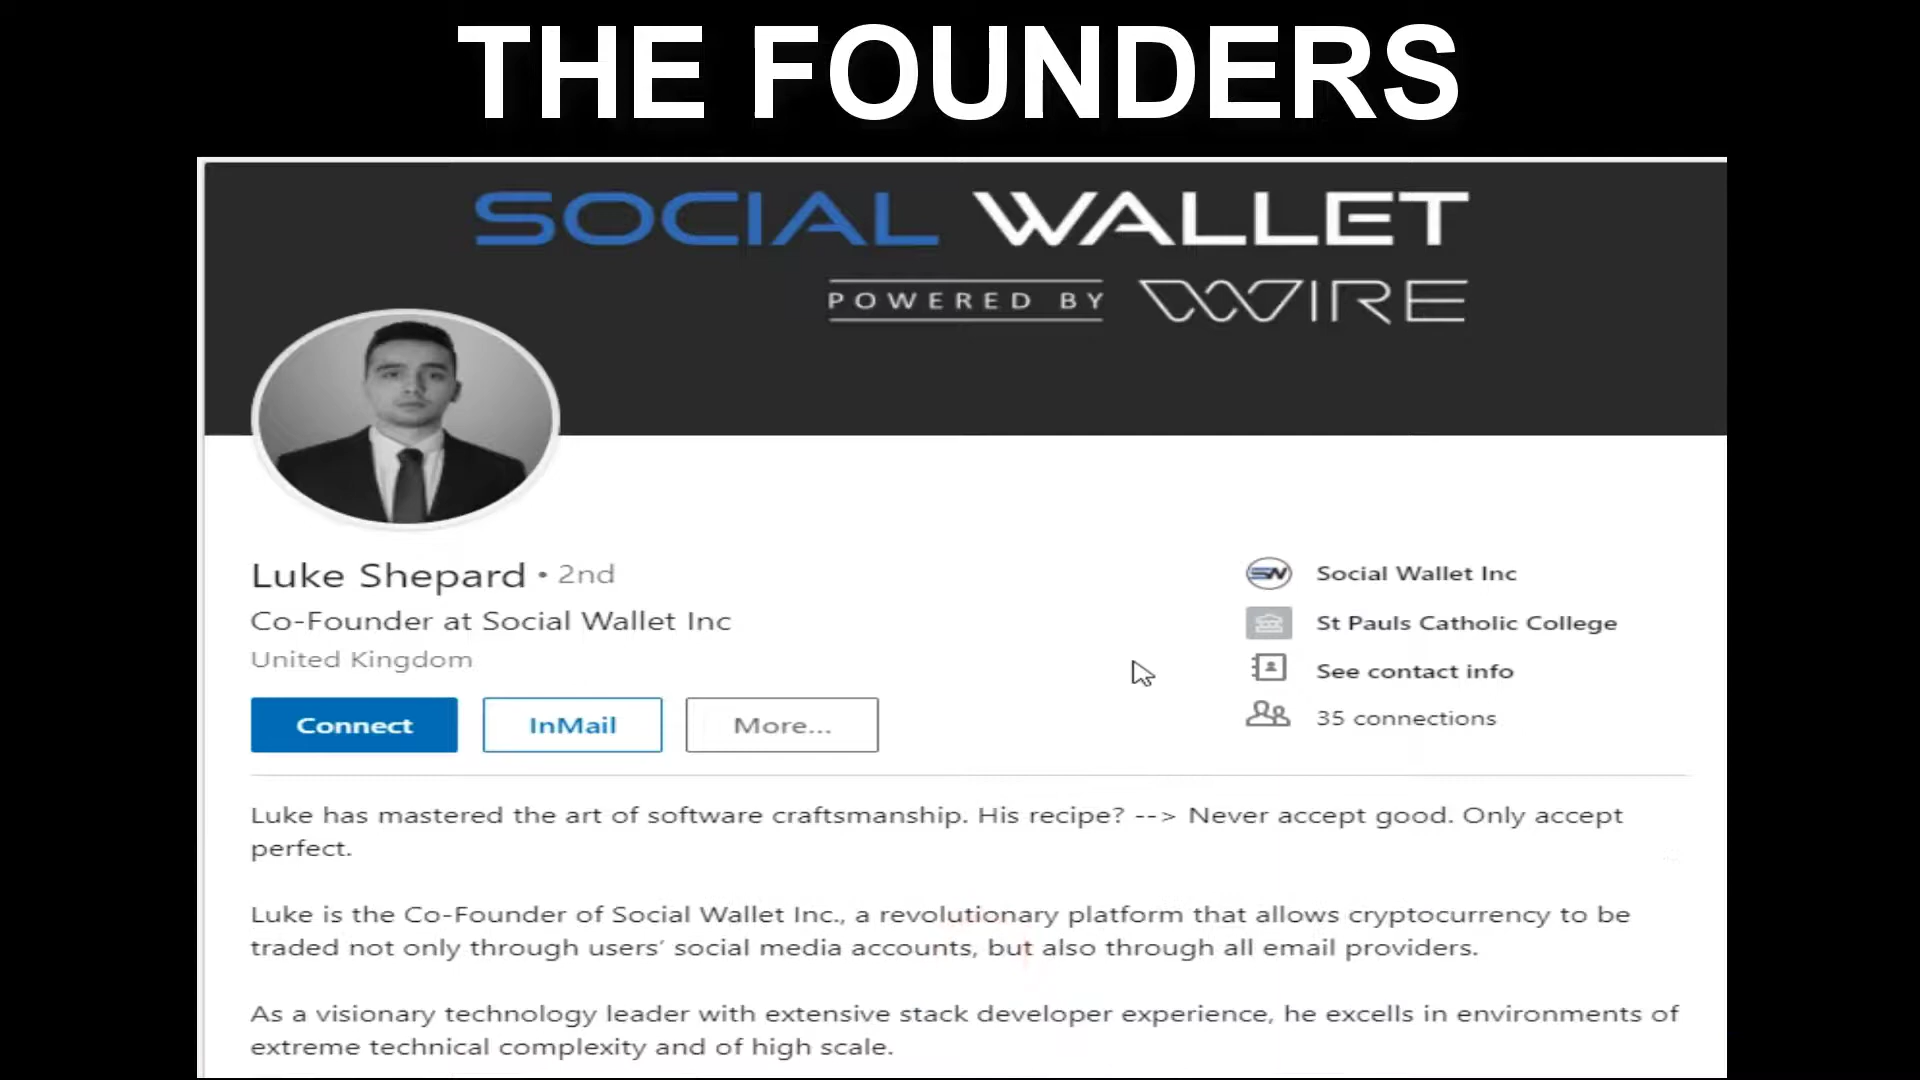 THE FOUNDERS
SOCIAL WALLET
POWERED BY WIRE
Luke Shepard • 2nd
Co-Founder at Social Wallet Inc
United Kingdom
Connect
InMail
More...
SW
Social Wallet Inc
St Pauls Catholic College
See contact info
35 connections
Luke has mastered the art of software craftsmanship. His recipe? --> Never accept good. Only accept
perfect.
Luke is the Co-Founder of Social Wallet Inc., a revolutionary platform that allows cryptocurrency to be
traded not only through users’ social media accounts, but also through all email providers.
As a visionary technology leader with extensive stack developer experience, he excells in environments of
extreme technical complexity and of high scale.